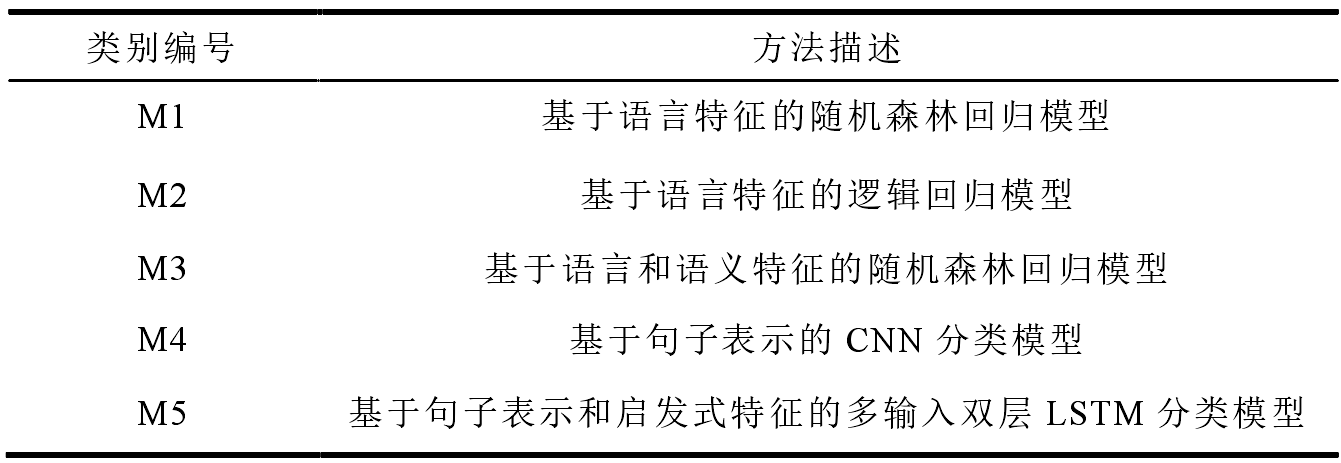 类别编号 方法描述
M1 基于语言特征的随机森林回归模型
M2 基于语言特征的逻辑回归模型
M3 基于语言和语义特征的随机森林回归模型
M4 基于句子表示的 CNN 分类模型
M5 基于句子表示和启发式特征的多输入双层 LSTM 分类模型